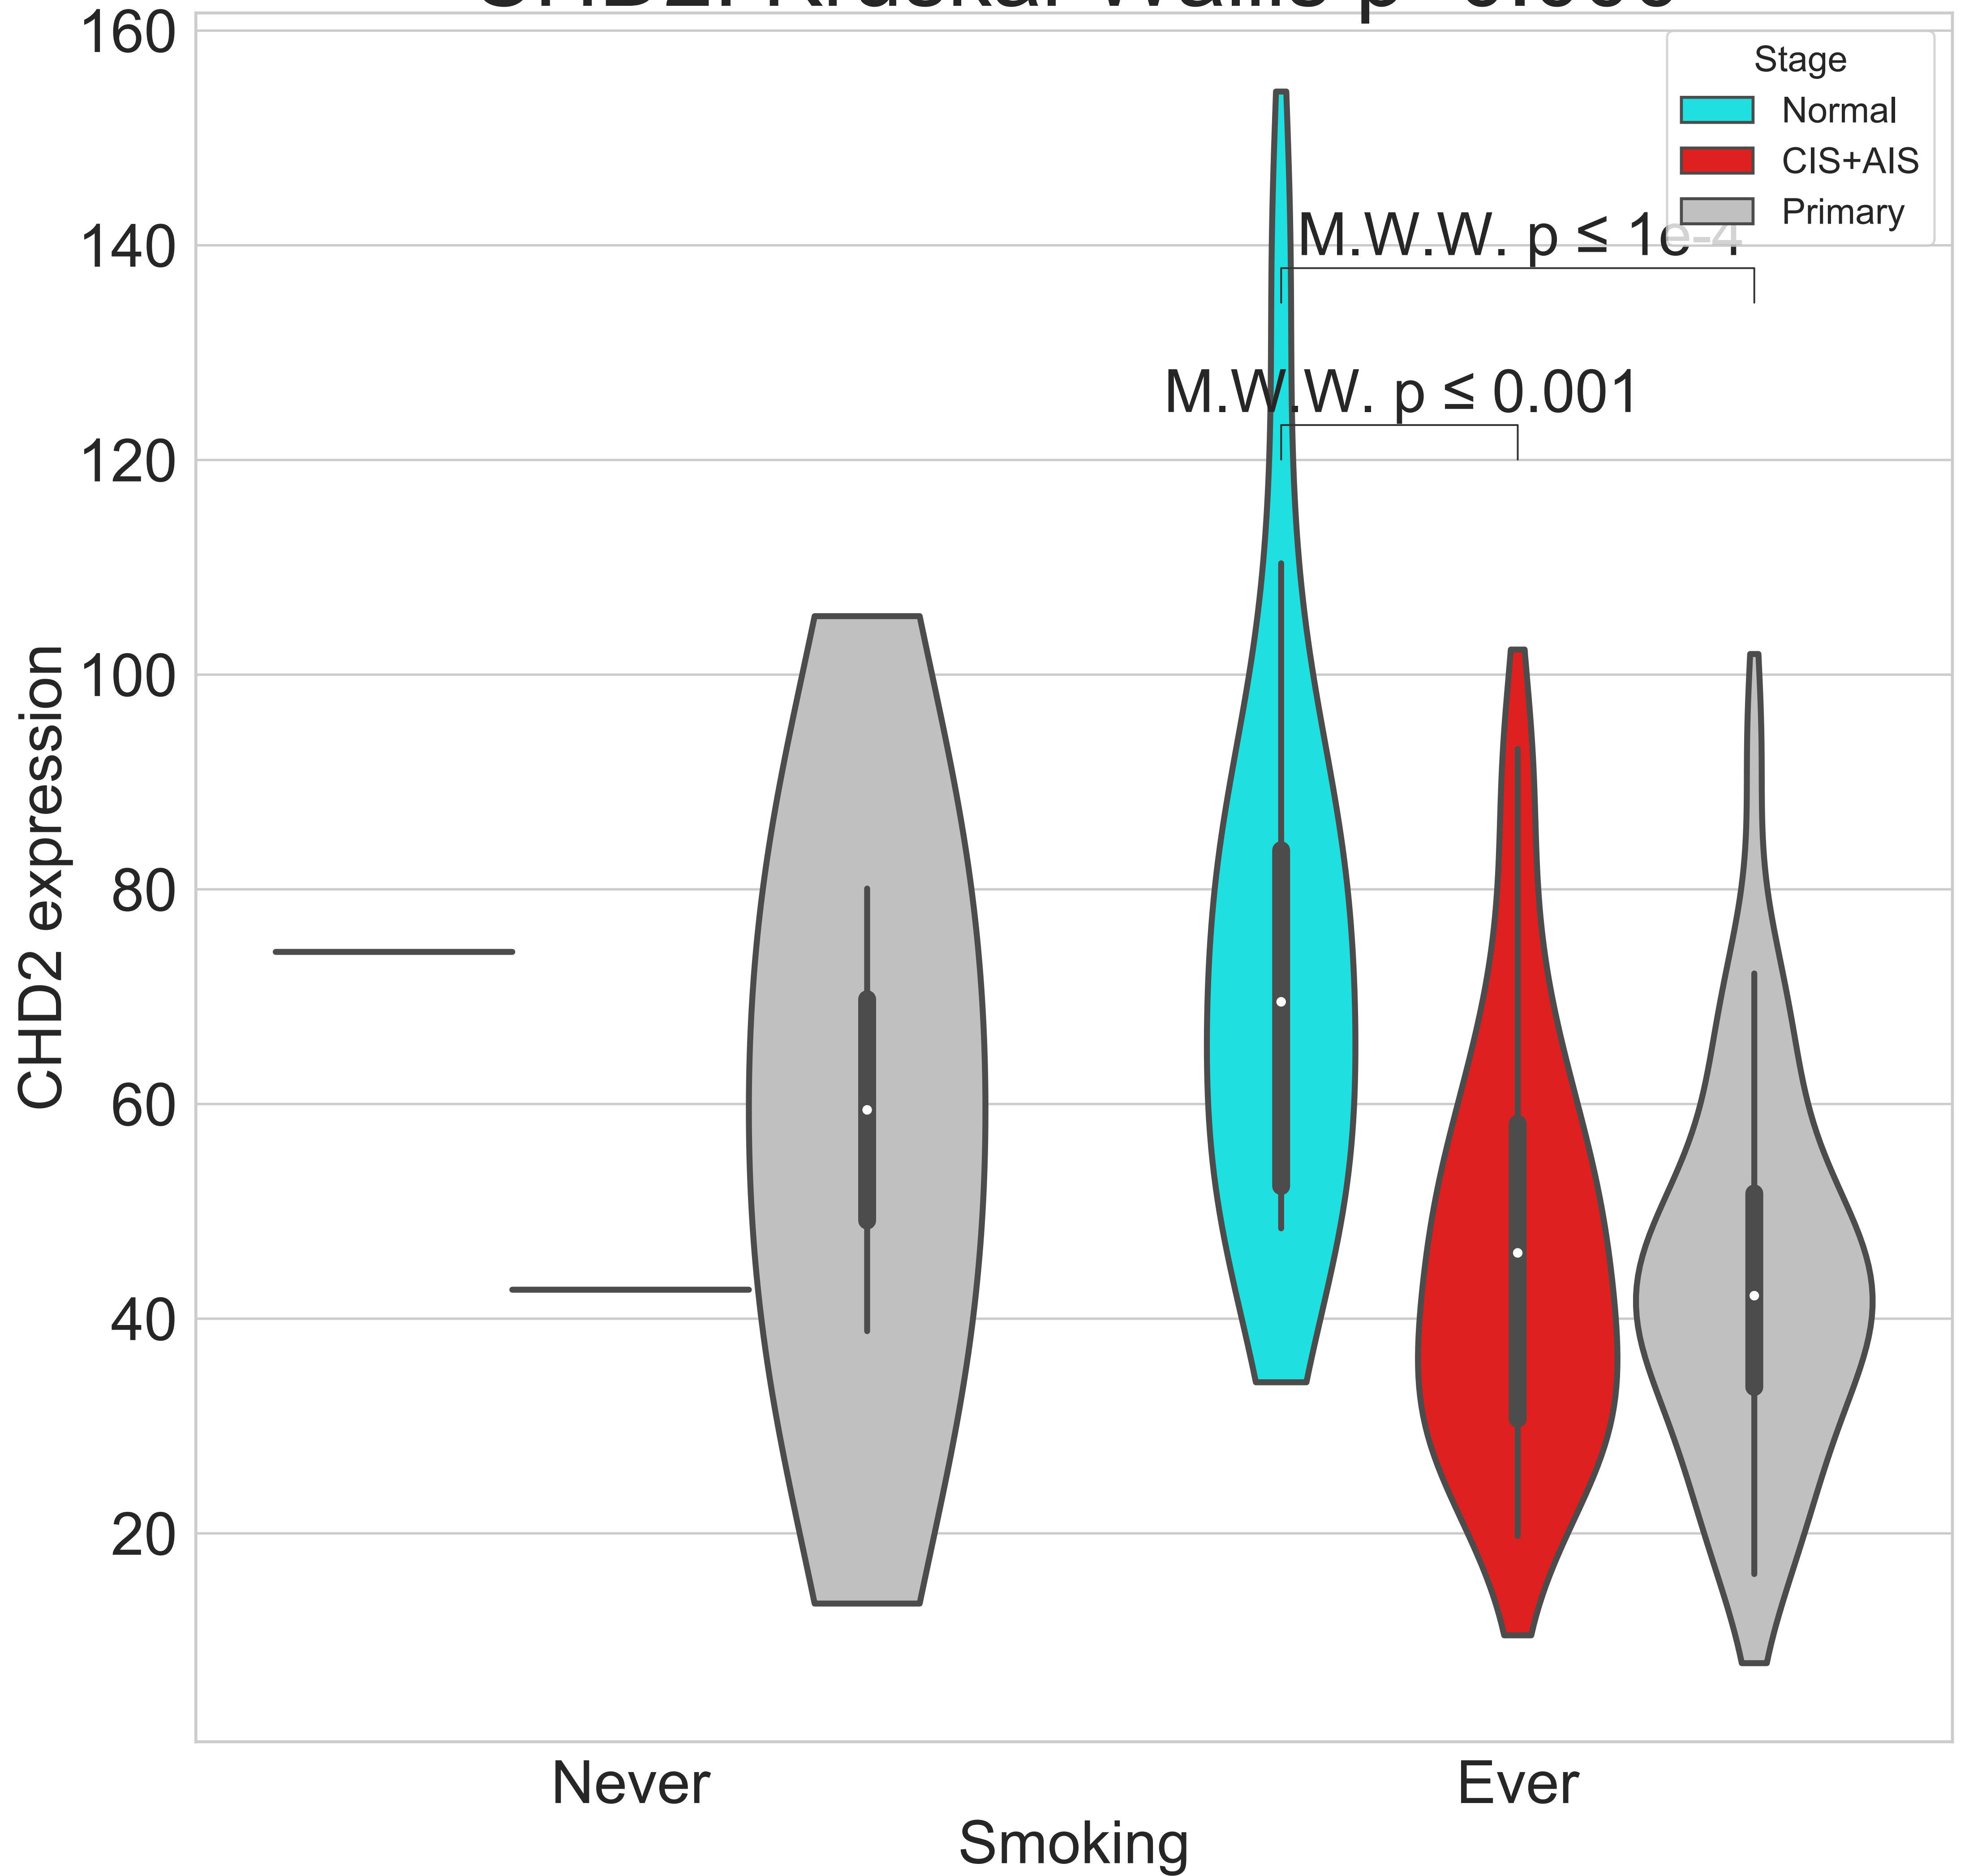 160
140
120
100
80
60
40
20
CHD2 expression
Stage
Normal
CIS+AIS
Primary
M.W.W. p ≤ 1e-4
M.W.W. p ≤ 0.001
Never
Ever
Smoking